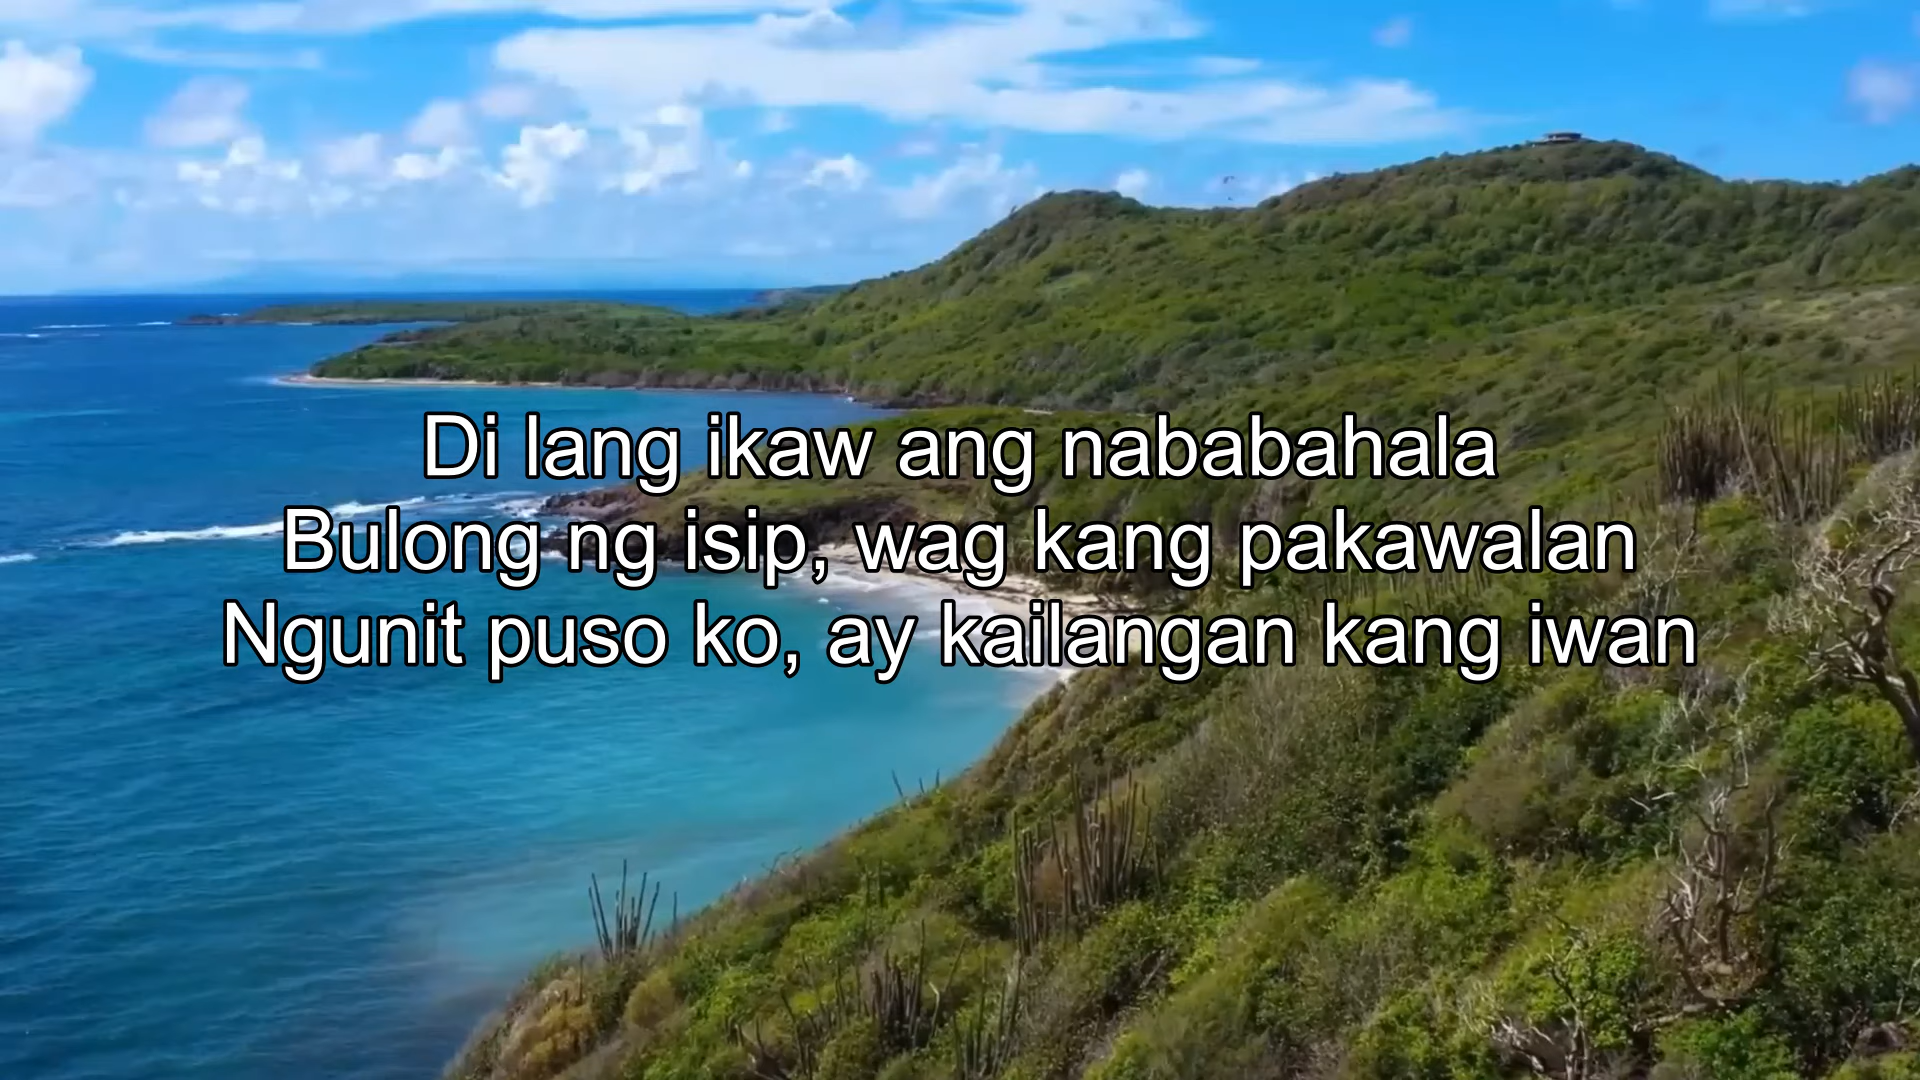 Di lang ikaw ang nababahala
Bulong ng isip, wag kang pakawalan
Ngunit puso ko, ay kailangan kang iwan